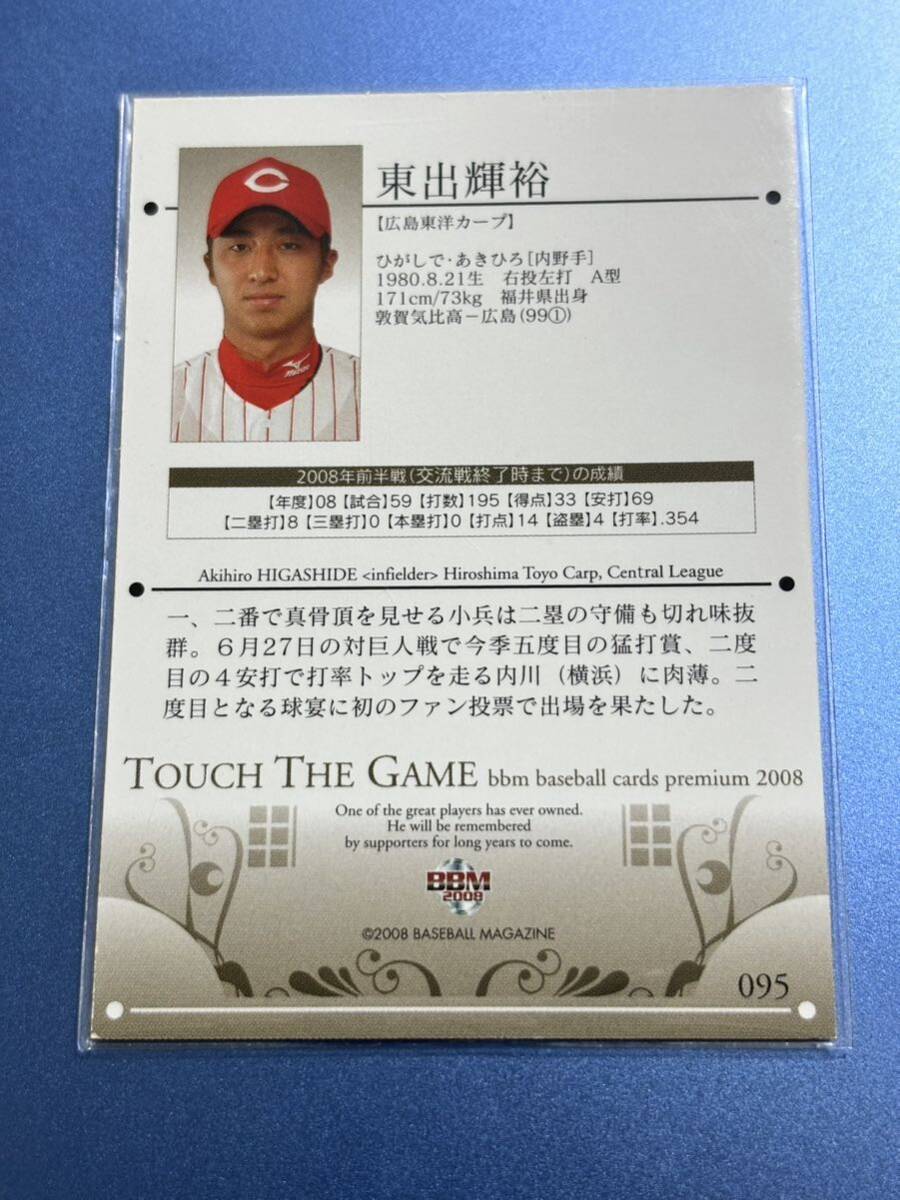 東出輝裕
【広島東洋カープ】
ひがしで・あきひろ[内野手]
1980.8.21生　右投左打　A型
171cm/73kg　福井県出身
敦賀気比高－広島(99①)
2008年前半戦(交流戦終了時まで)の成績
【年度】08【試合】59【打数】195【得点】33【安打】69
【二塁打】8【三塁打】0【本塁打】0【打点】14【盗塁】4【打率】.354
Akihiro HIGASHIDE <infielder> Hiroshima Toyo Carp, Central League
一、二番で真骨頂を見せる小兵は二塁の守備も切れ味抜
群。６月27日の対巨人戦で今季五度目の猛打賞、二度
目の４安打で打率トップを走る内川（横浜）に肉薄。二
度目となる球宴に初のファン投票で出場を果たした。
TOUCH THE GAME bbm baseball cards premium 2008
One of the great players has ever owned.
He will be remembered
by supporters for long years to come.
BBM
2008
©2008 BASEBALL MAGAZINE
095